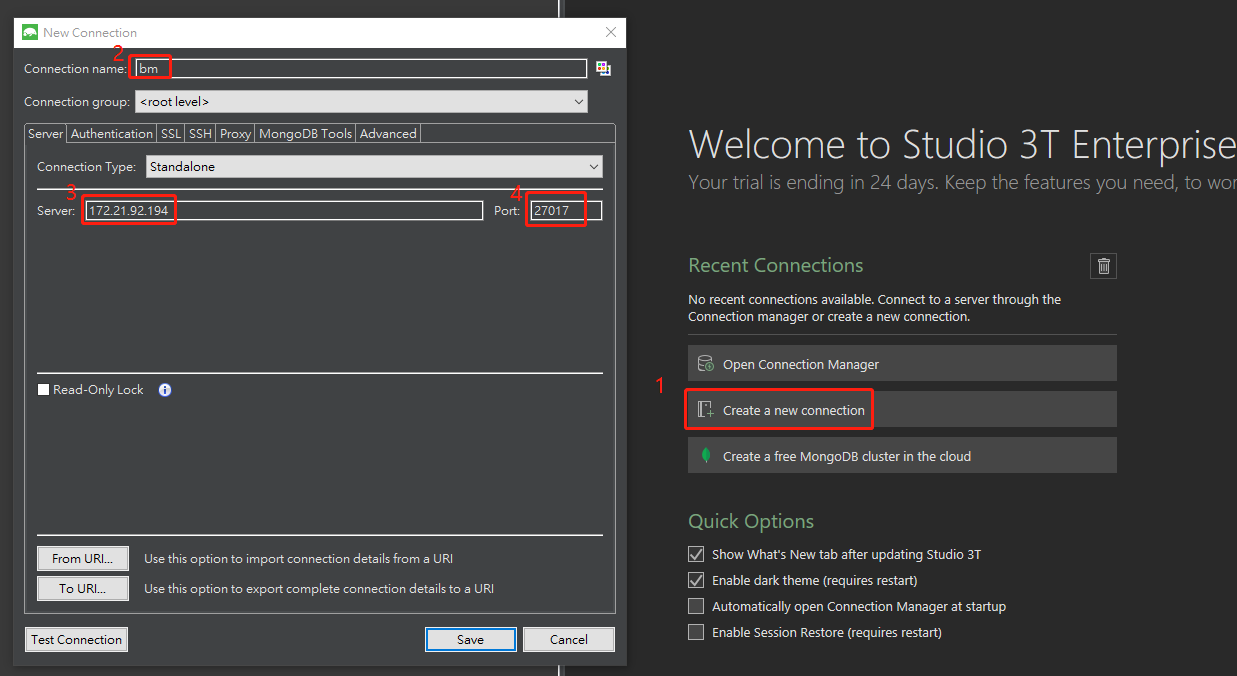 New Connection
2
Connection name: bm
Connection group: <root level>
Server Authentication SSL SSH Proxy MongoDB Tools Advanced
Connection Type: Standalone
3
4
Server: 172.21.92.194 Port: 27017
Read-Only Lock
From URI... Use this option to import connection details from a URI
To URI... Use this option to export complete connection details to a URI
Test Connection Save Cancel
Welcome to Studio 3T Enterprise
Your trial is ending in 24 days. Keep the features you need, to wor
Recent Connections
No recent connections available. Connect to a server through the
Connection manager or create a new connection.
Open Connection Manager
1
Create a new connection
Create a free MongoDB cluster in the cloud
Quick Options
Show What's New tab after updating Studio 3T
Enable dark theme (requires restart)
Automatically open Connection Manager at startup
Enable Session Restore (requires restart)